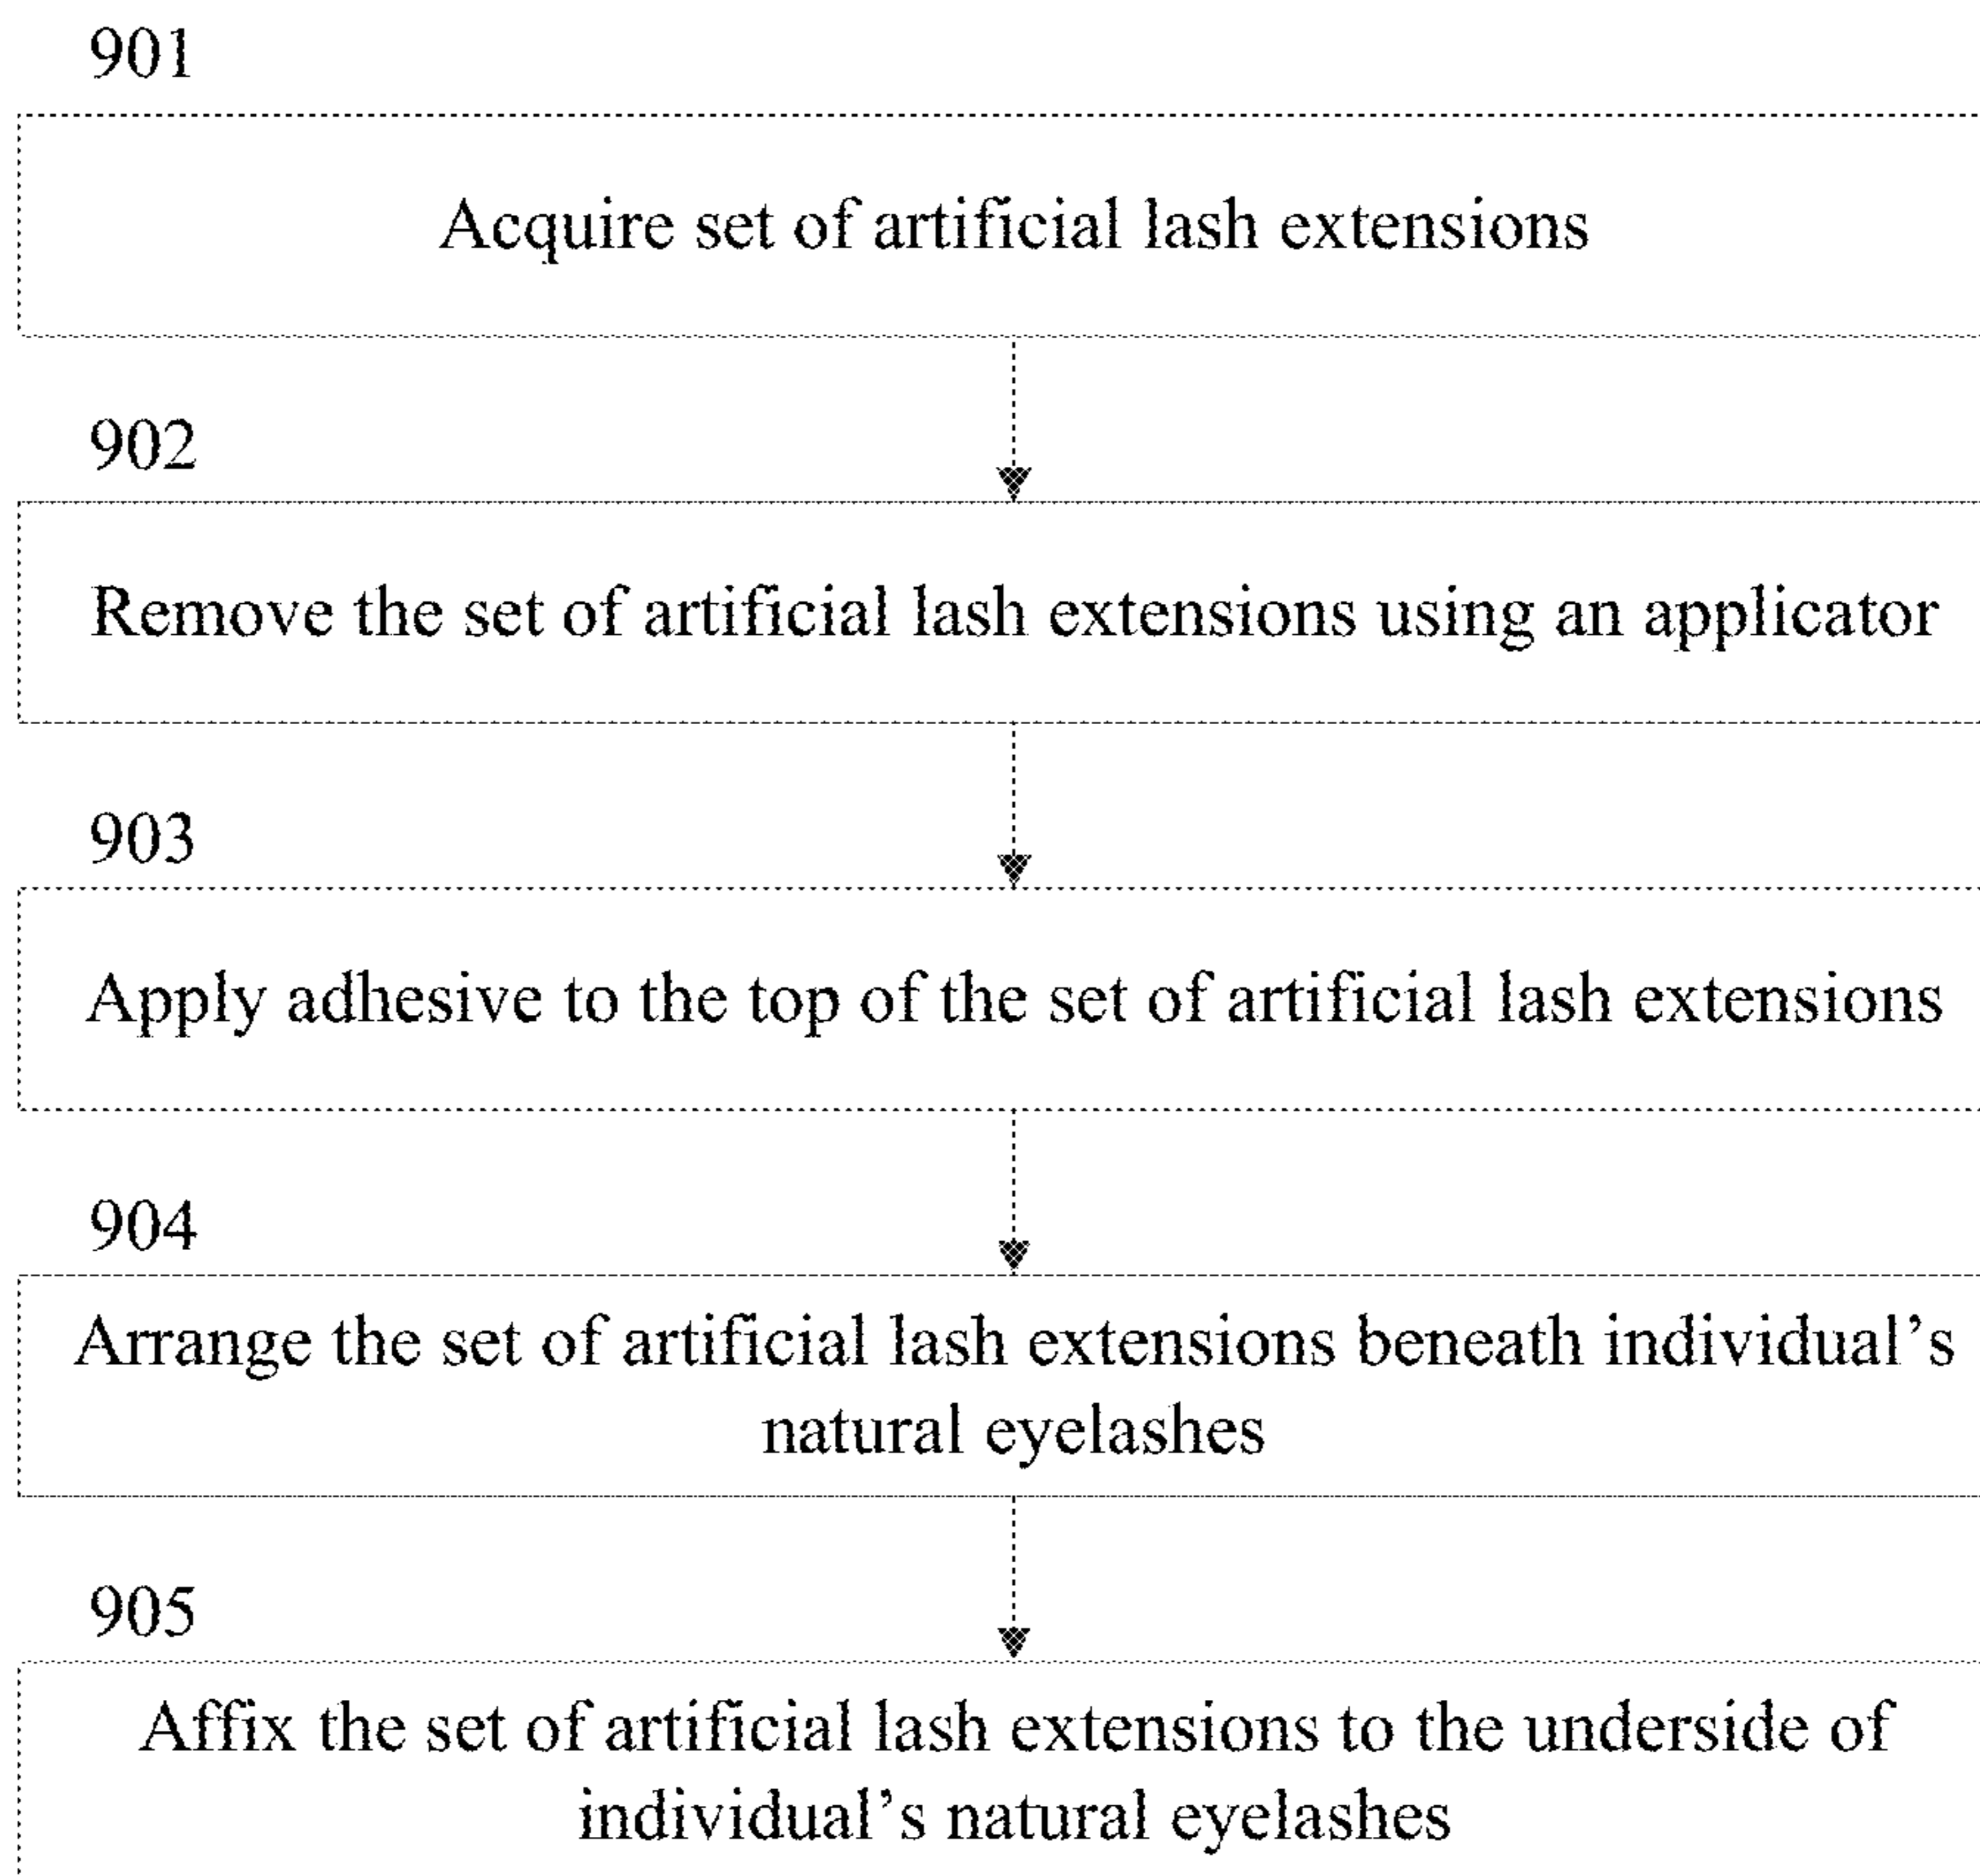 901
Acquire set of artificial lash extensions
902
Remove the set of artificial lash extensions using an applicator
903
Apply adhesive to the top of the set of artificial lash extensions
904
Arrange the set of artificial lash extensions beneath individual’s
natural eyelashes
905
Affix the set of artificial lash extensions to the underside of
individual’s natural eyelashes